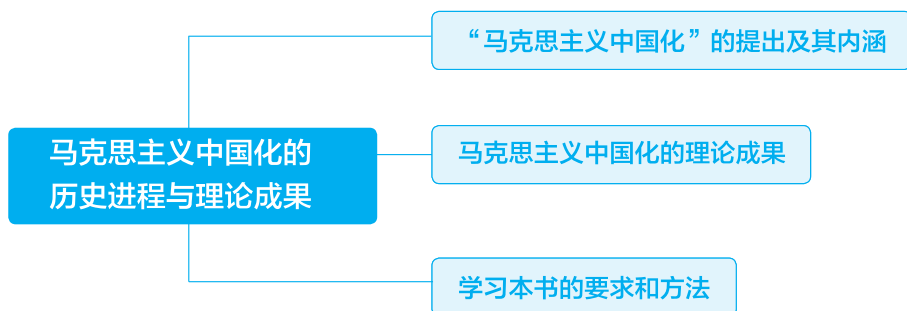 “马克思主义中国化”的提出及其内涵
马克思主义中国化的
历史进程与理论成果
马克思主义中国化的理论成果
学习本书的要求和方法